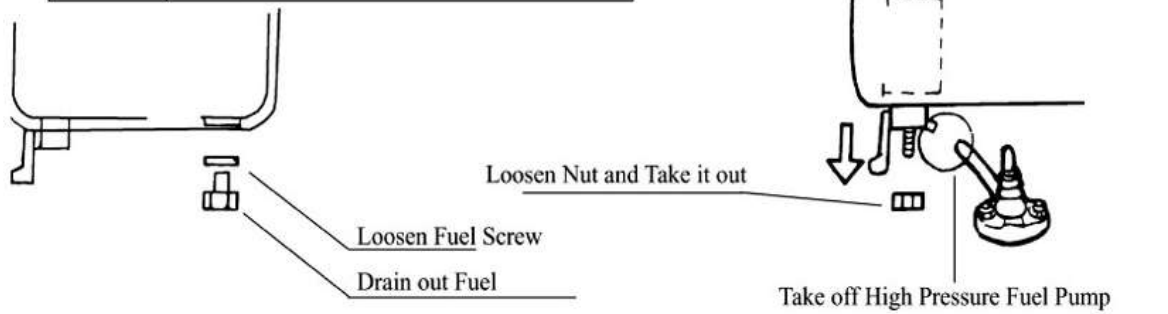 Loosen Nut and Take it out
Loosen Fuel Screw
Drain out Fuel
Take off High Pressure Fuel Pump